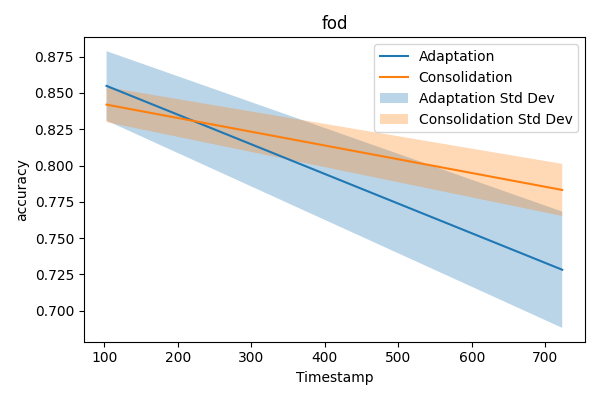 fod
Adaptation
Consolidation
Adaptation Std Dev
Consolidation Std Dev
accuracy
0.875
0.850
0.825
0.800
0.775
0.750
0.725
0.700
100 200 300 400 500 600 700
Timestamp